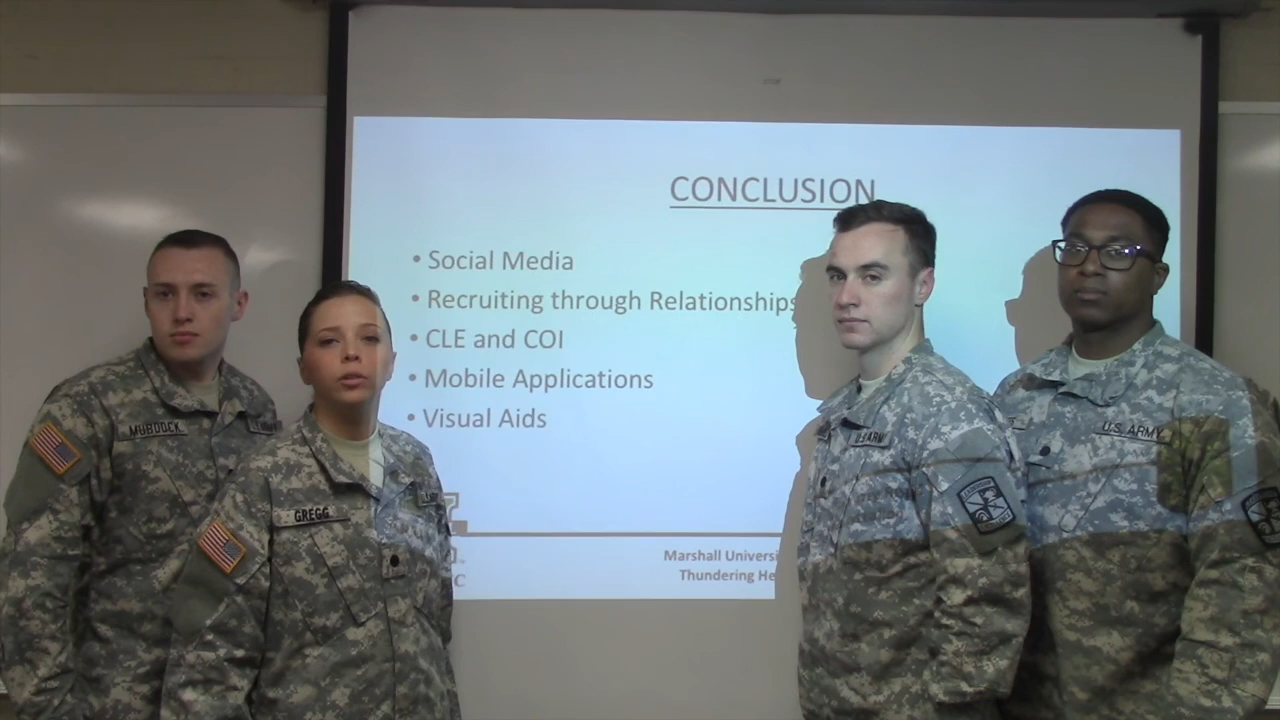 CONCLUSION
• Social Media
• Recruiting through Relationships
• CLE and COI
• Mobile Applications
• Visual Aids
Marshall Universi
Thundering He
MURDOCK
GREGG
U.S. ARMY
U.S. ARMY